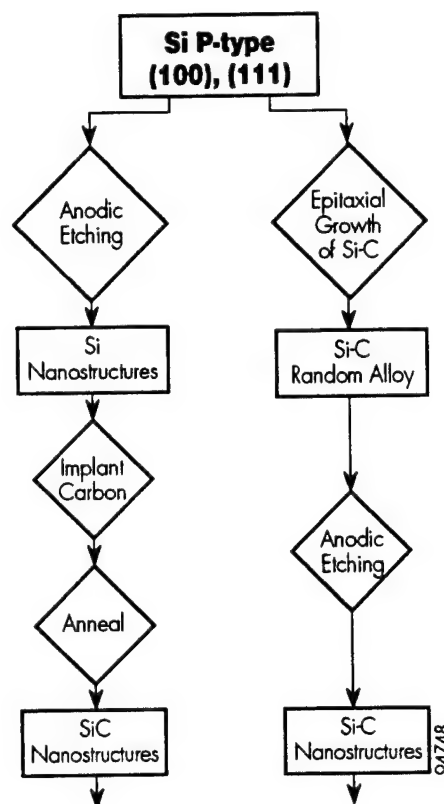 Si P-type
(100), (111)
Anodic
Etching
Epitaxial
Growth
of Si-C
Si
Nanostructures
Si-C
Random Alloy
Implant
Carbon
Anodic
Etching
Anneal
SiC
Nanostructures
Si-C
Nanostructures
94748